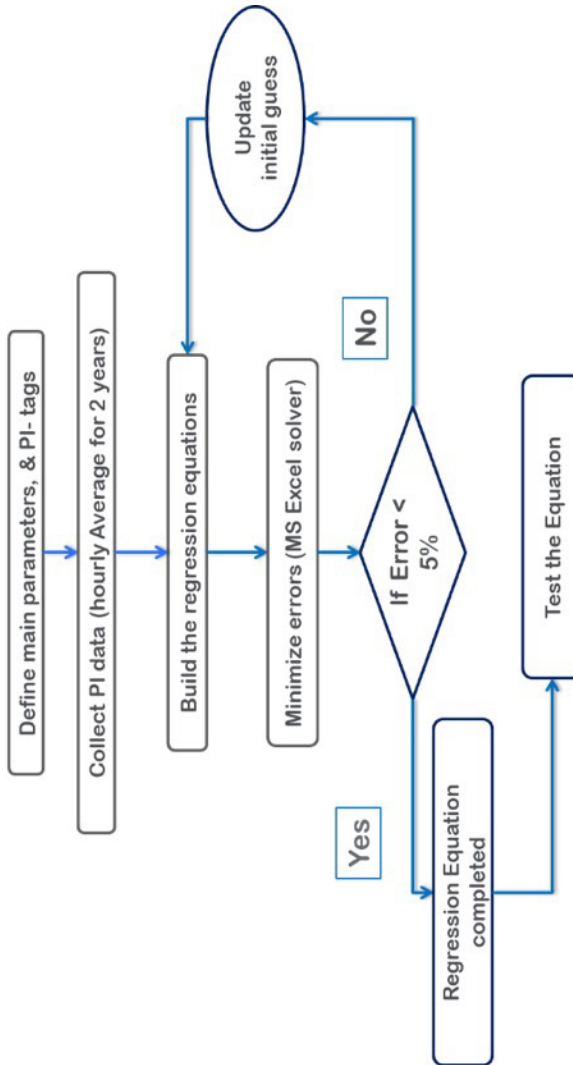 Define main parameters, & PI- tags
Collect PI data (hourly Average for 2 years)
Build the regression equations
Update
initial guess
Minimize errors (MS Excel solver)
If Error <
5%
Yes
No
Regression Equation
completed
Test the Equation